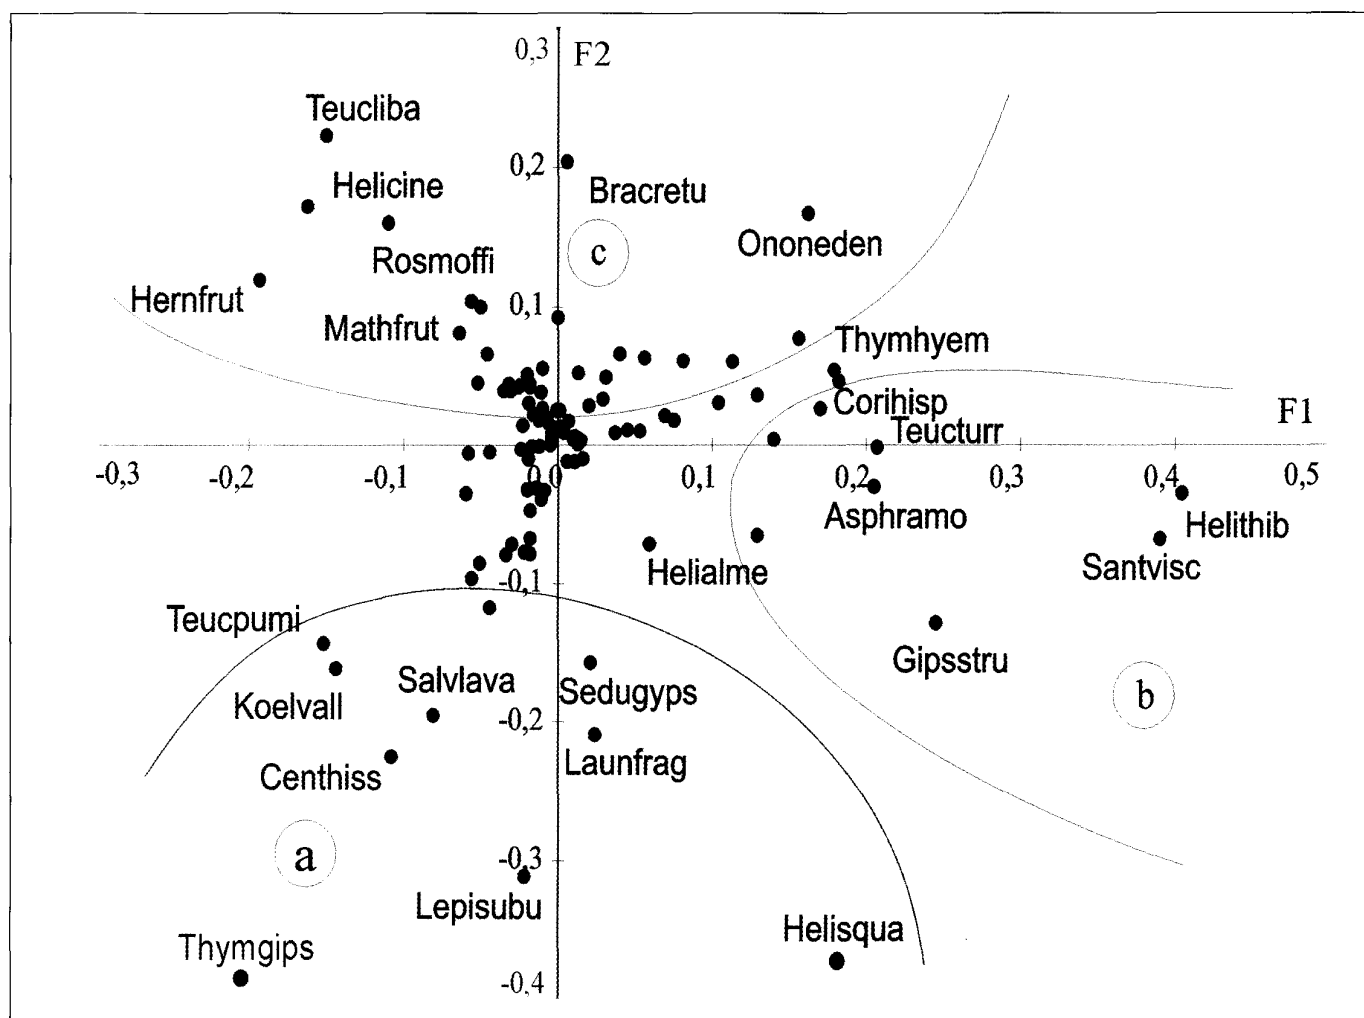 0,3 F2
Teucliba
0,2
Helicine
Bracretu
Ononeden
c
Rosmoffi
Hernfrut
0,1
Mathfrut
Thymhyem
Corihisp
F1
Teucturr
-0,3 -0,2 -0,1 0,0 0,1 0,2 0,3 0,4 0,5
Asphramo
Helithib
Santvisc
Helialme
-0,1
Teucpumi
Gipsstru
Salvlava
Sedugyps
b
Koelvall
-0,2
Launfrag
Centhiss
a
-0,3
Lepisubu
Helisqua
Thymgips
-0,4